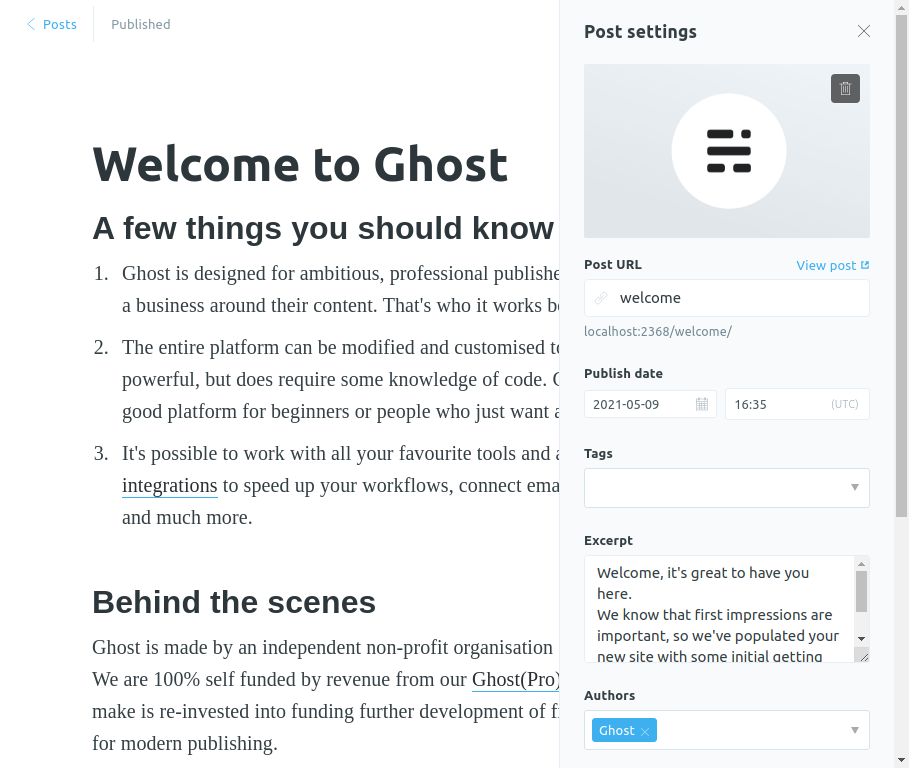 Posts
Published
Welcome to Ghost
A few things you should know
1. Ghost is designed for ambitious, professional publishe
a business around their content. That's who it works b
2. The entire platform can be modified and customised t
powerful, but does require some knowledge of code.
good platform for beginners or people who just want a
3. It's possible to work with all your favourite tools and a
integrations to speed up your workflows, connect ema
and much more.
Behind the scenes
Ghost is made by an independent non-profit organisation
We are 100% self funded by revenue from our Ghost(Pro)
make is re-invested into funding further development of f
for modern publishing.
Post settings
Post URL
View post
welcome
localhost:2368/welcome/
Publish date
2021-05-09
16:35
(UTC)
Tags
Excerpt
Welcome, it's great to have you
here.
We know that first impressions are
important, so we've populated your
new site with some initial getting
Authors
Ghost